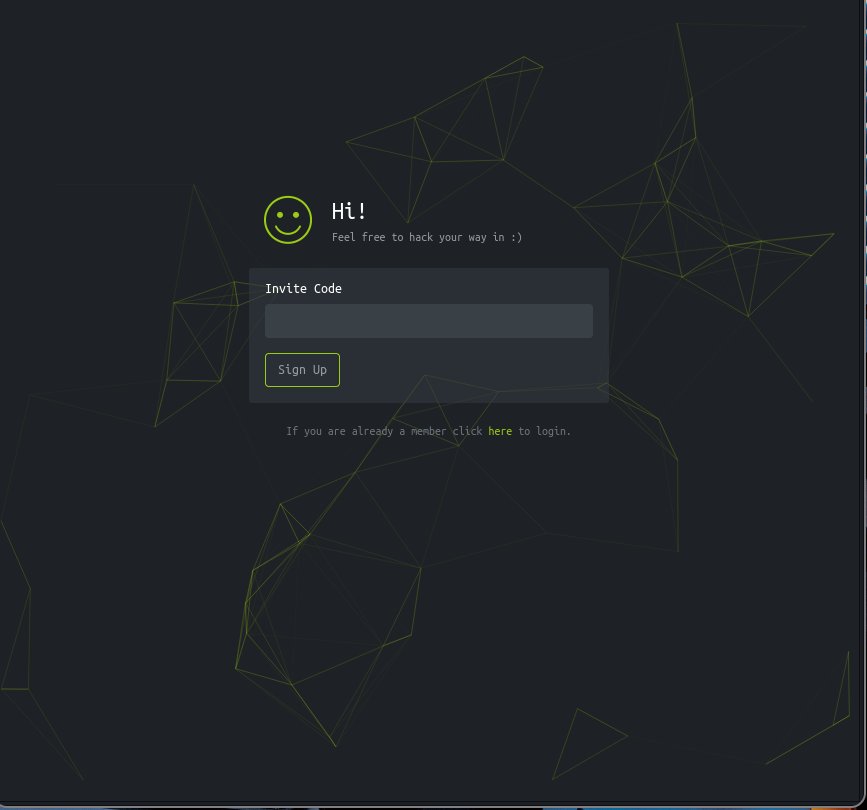 Hi!
Feel free to hack your way in :)
Invite Code
Sign Up
If you are already a member click here to login.